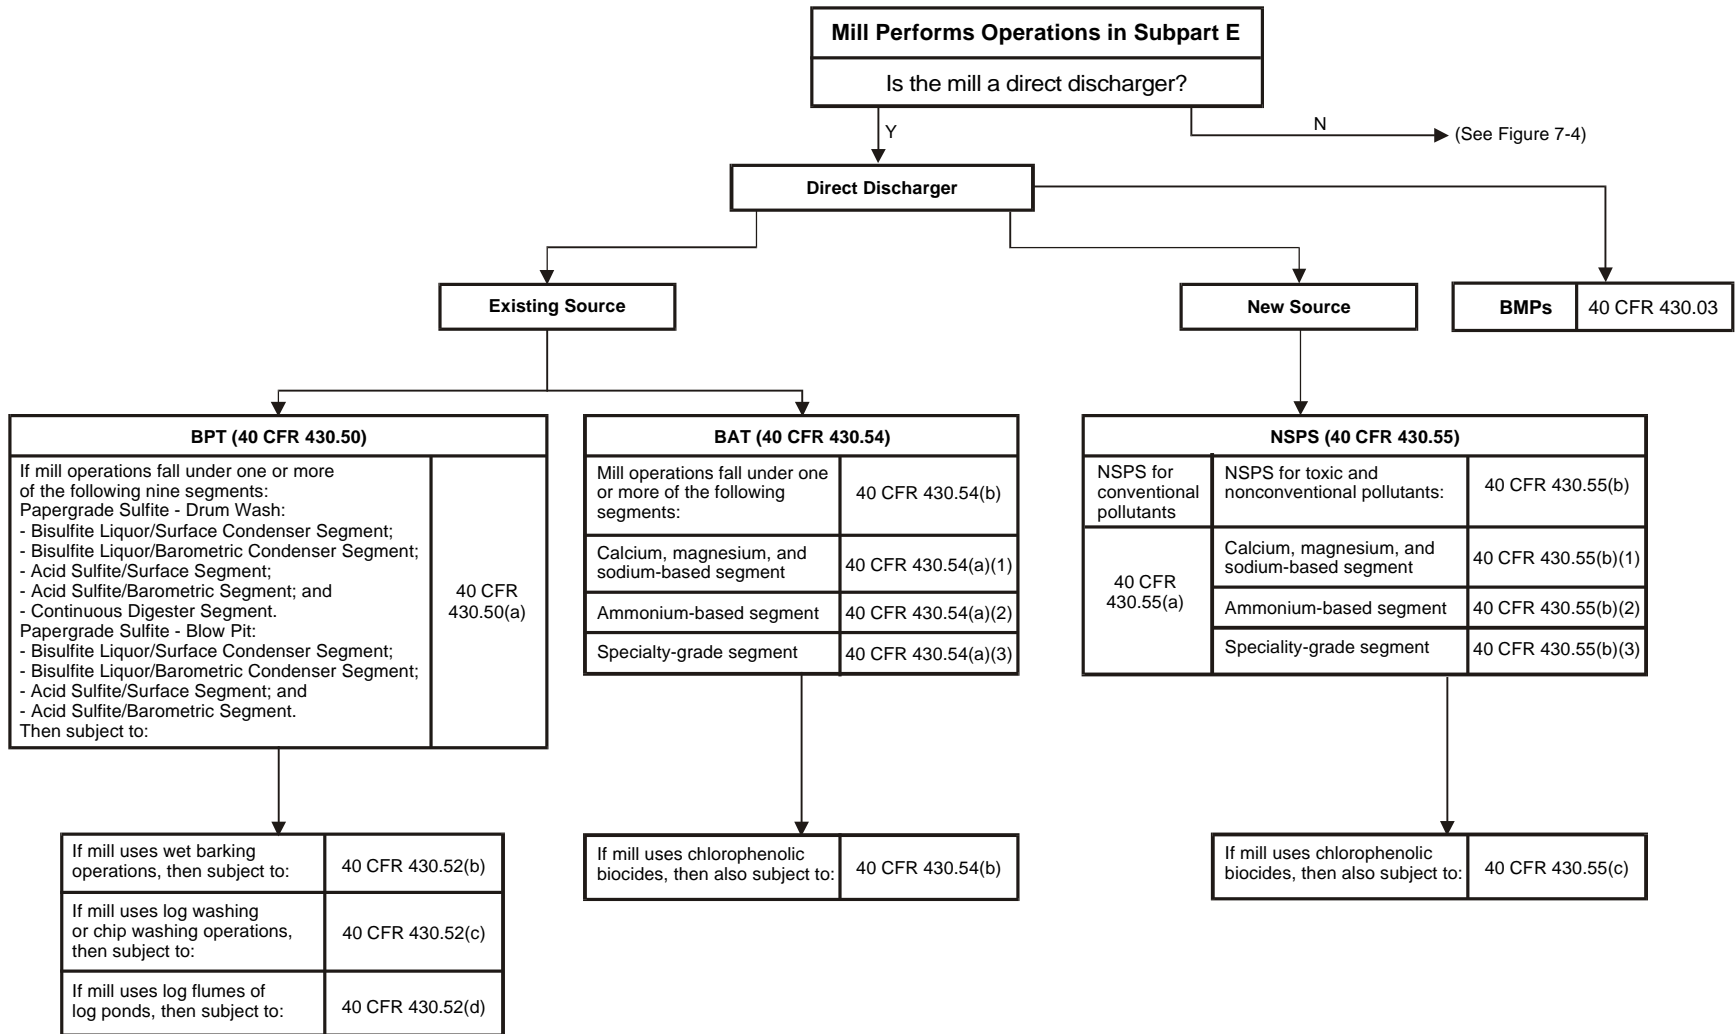 Mill Performs Operations in Subpart E
Is the mill a direct discharger?
Y
N
(See Figure 7-4)
Direct Discharger
Existing Source
New Source
BMPs
40 CFR 430.03
BPT (40 CFR 430.50)
If mill operations fall under one or more
of the following nine segments:
Papergrade Sulfite - Drum Wash:
- Bisulfite Liquor/Surface Condenser Segment;
- Bisulfite Liquor/Barometric Condenser Segment;
- Acid Sulfite/Surface Segment;
- Acid Sulfite/Barometric Segment; and
- Continuous Digester Segment.
Papergrade Sulfite - Blow Pit:
- Bisulfite Liquor/Surface Condenser Segment;
- Bisulfite Liquor/Barometric Condenser Segment;
- Acid Sulfite/Surface Segment; and
- Acid Sulfite/Barometric Segment.
Then subject to:
40 CFR
430.50(a)
BAT (40 CFR 430.54)
Mill operations fall under one
or more of the following
segments:
40 CFR 430.54(b)
Calcium, magnesium, and
sodium-based segment
40 CFR 430.54(a)(1)
Ammonium-based segment
40 CFR 430.54(a)(2)
Specialty-grade segment
40 CFR 430.54(a)(3)
NSPS (40 CFR 430.55)
NSPS for
conventional
pollutants
40 CFR
430.55(a)
NSPS for toxic and
nonconventional pollutants:
40 CFR 430.55(b)
Calcium, magnesium, and
sodium-based segment
40 CFR 430.55(b)(1)
Ammonium-based segment
40 CFR 430.55(b)(2)
Speciality-grade segment
40 CFR 430.55(b)(3)
If mill uses wet barking
operations, then subject to:
40 CFR 430.52(b)
If mill uses log washing
or chip washing operations,
then subject to:
40 CFR 430.52(c)
If mill uses log flumes of
log ponds, then subject to:
40 CFR 430.52(d)
If mill uses chlorophenolic
biocides, then also subject to:
40 CFR 430.54(b)
If mill uses chlorophenolic
biocides, then also subject to:
40 CFR 430.55(c)